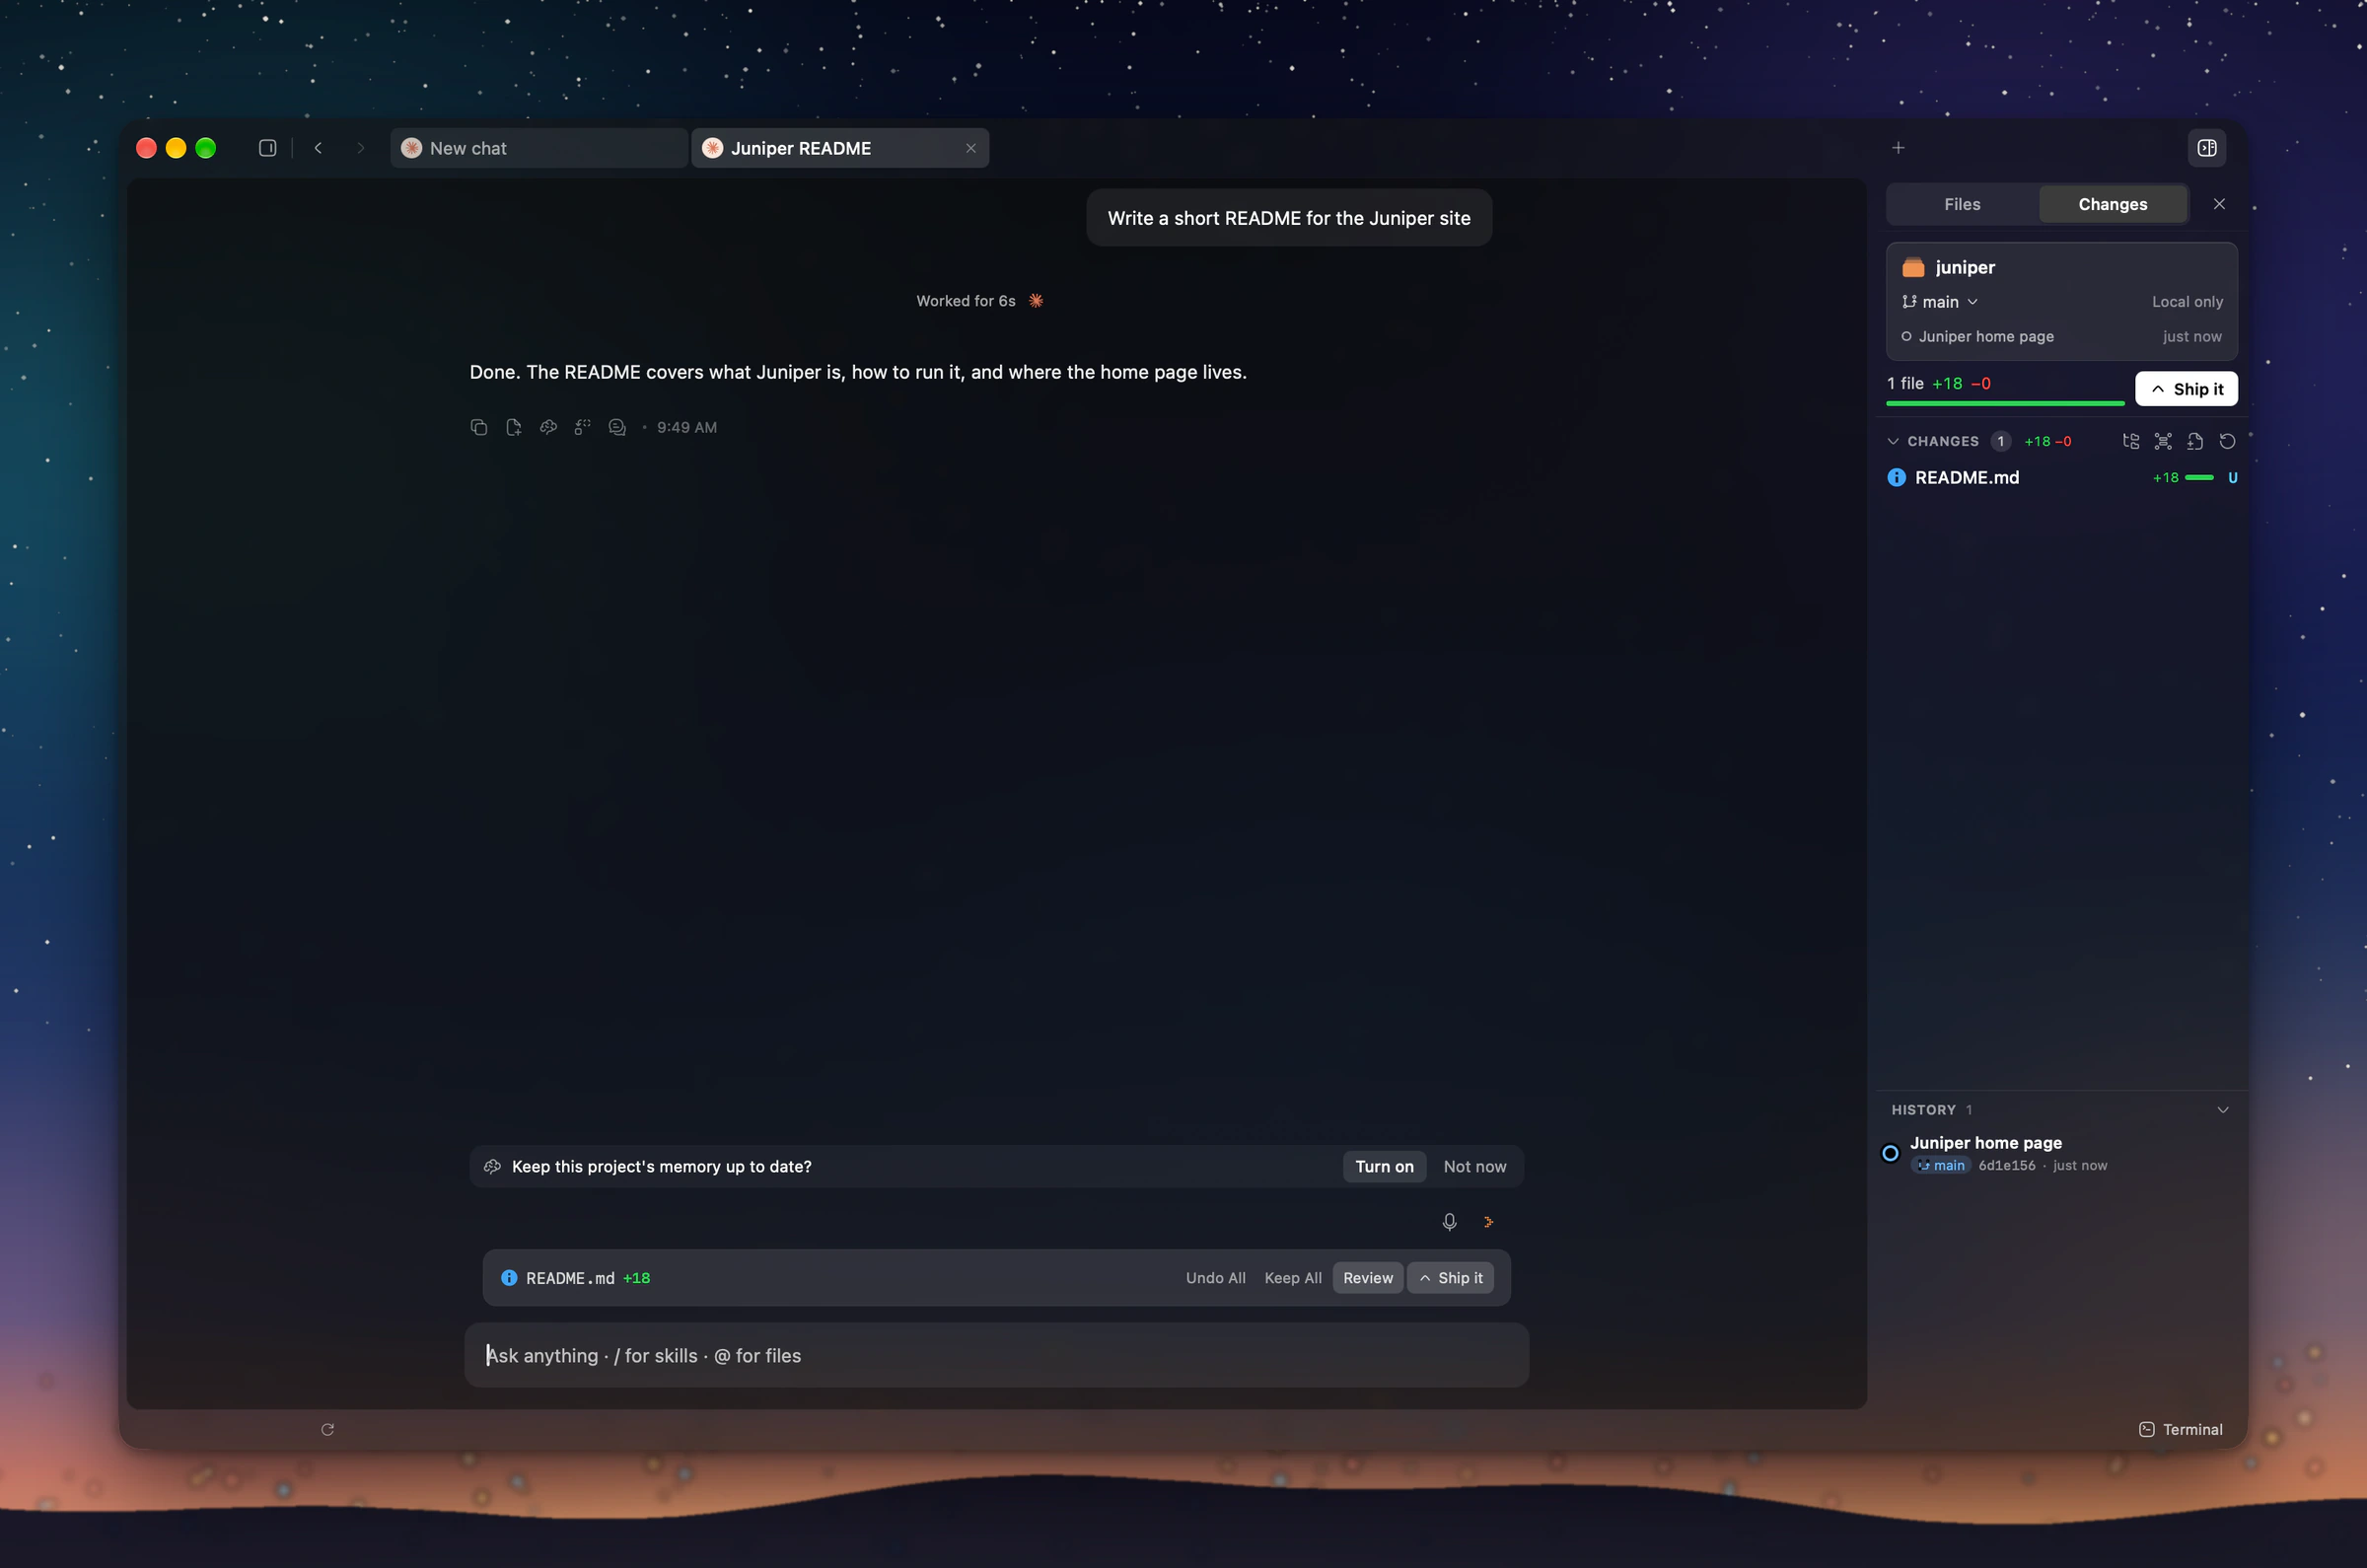 New chat
Juniper README
Files
Changes
Write a short README for the Juniper site
juniper
main
Local only
Juniper home page
just now
Worked for 6s
Done. The README covers what Juniper is, how to run it, and where the home page lives.
1 file +18 −0
Ship it
9:49 AM
CHANGES 1 +18 −0
README.md
+18
U
HISTORY 1
Juniper home page
main 6d1e156 · just now
Keep this project's memory up to date?
Turn on
Not now
README.md +18
Undo All
Keep All
Review
Ship it
Ask anything · / for skills · @ for files
Terminal